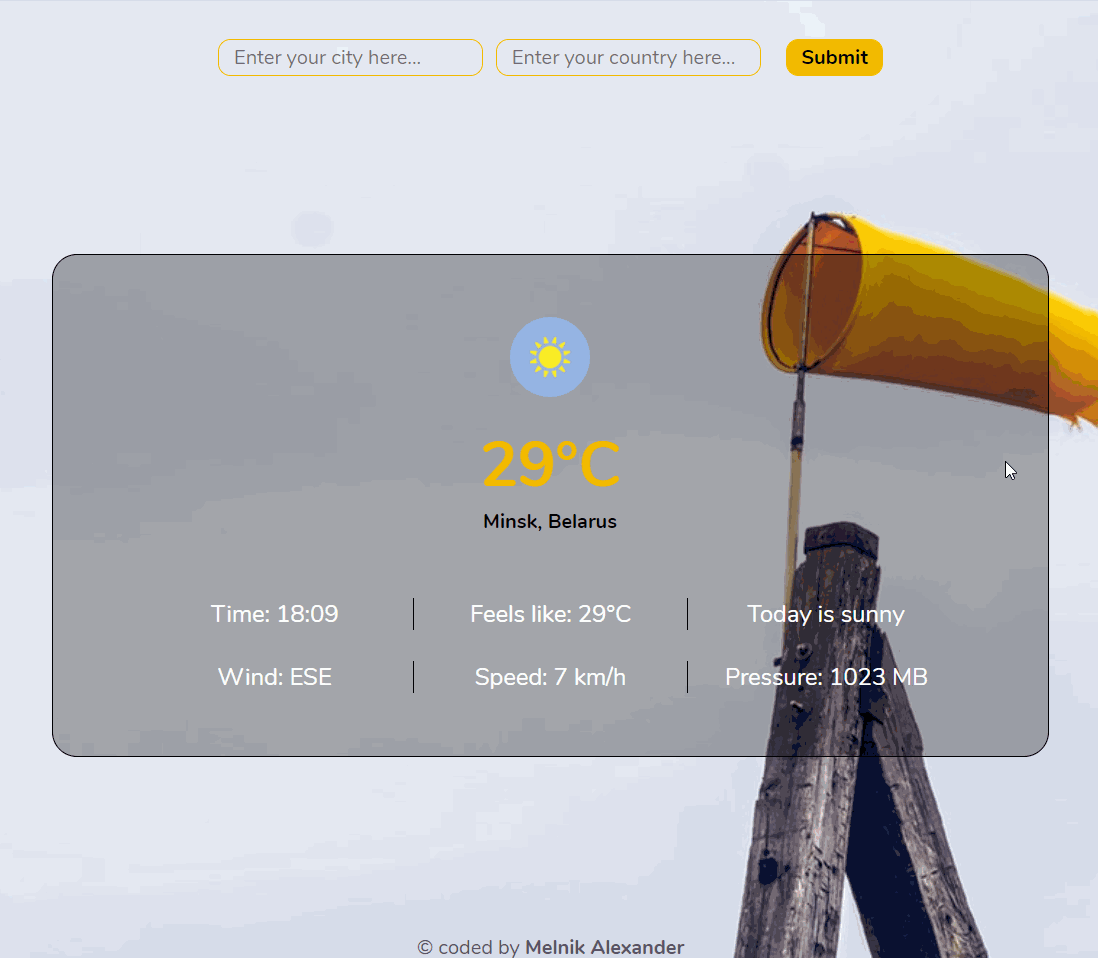 Enter your city here... Enter your country here... Submit
29°C
Minsk, Belarus
Time: 18:09 Feels like: 29°C Today is sunny
Wind: ESE Speed: 7 km/h Pressure: 1023 MB
© coded by Melnik Alexander